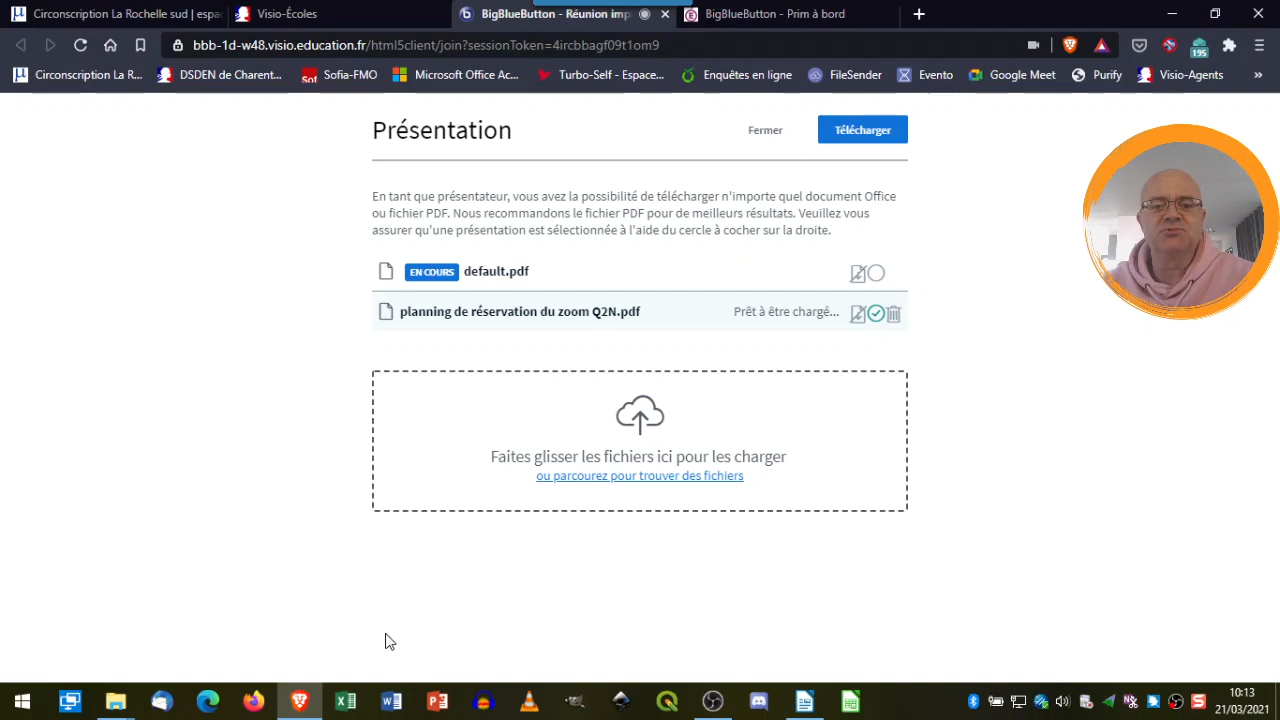 Circonscription La Rochelle sud | espa
Visio-Écoles
BigBlueButton - Réunion imp
BigBlueButton - Prim à bord
bbb-1d-w48.visio.education.fr/html5client/join?sessionToken=4ircbbagf09t1om9
195
Circonscription La R...
DSDEN de Charent...
Sofia-FMO
Microsoft Office Ac...
Turbo-Self - Espace...
Enquêtes en ligne
FileSender
Evento
Google Meet
Purify
Visio-Agents
Présentation
Fermer
Télécharger
En tant que présentateur, vous avez la possibilité de télécharger n'importe quel document Office
ou fichier PDF. Nous recommandons le fichier PDF pour de meilleurs résultats. Veuillez vous
assurer qu'une présentation est sélectionnée à l'aide du cercle à cocher sur la droite.
EN COURS default.pdf
planning de réservation du zoom Q2N.pdf
Prêt à être chargé...
Faites glisser les fichiers ici pour les charger
ou parcourez pour trouver des fichiers
10:13
21/03/2021